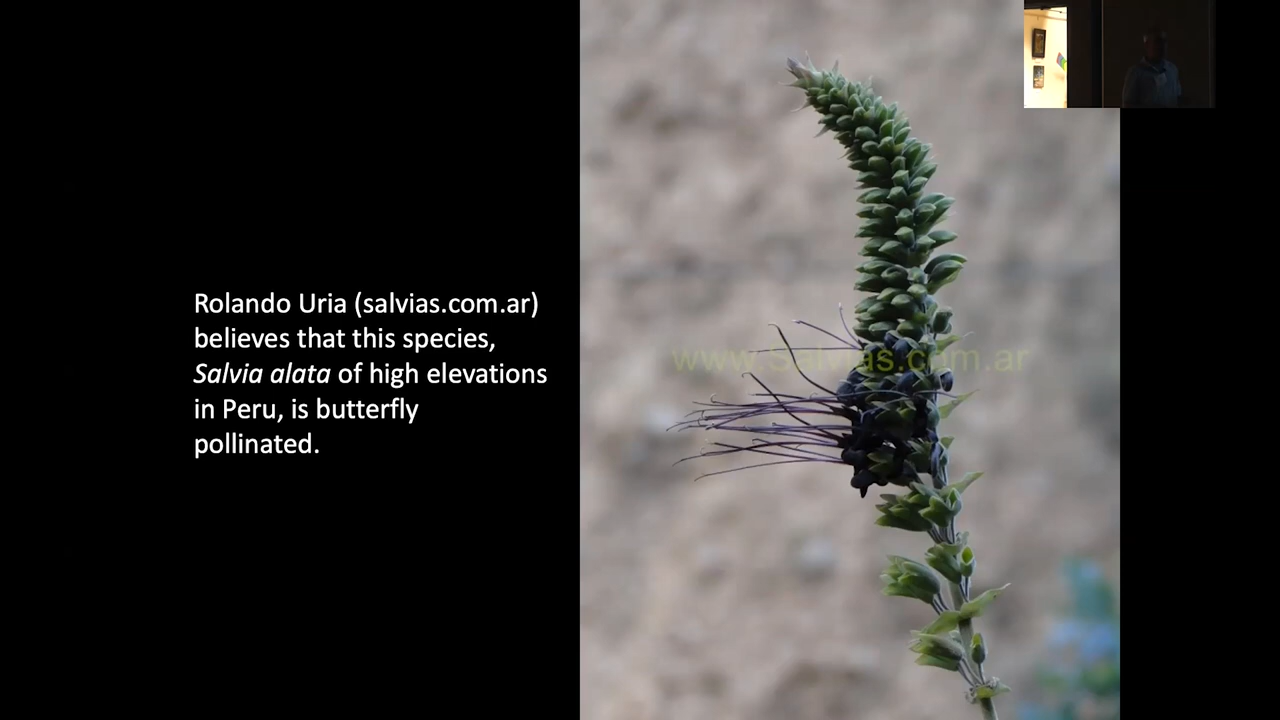 Rolando Uria (salvias.com.ar)
believes that this species,
Salvia alata of high elevations
in Peru, is butterfly
pollinated.
www.Salvias.com.ar